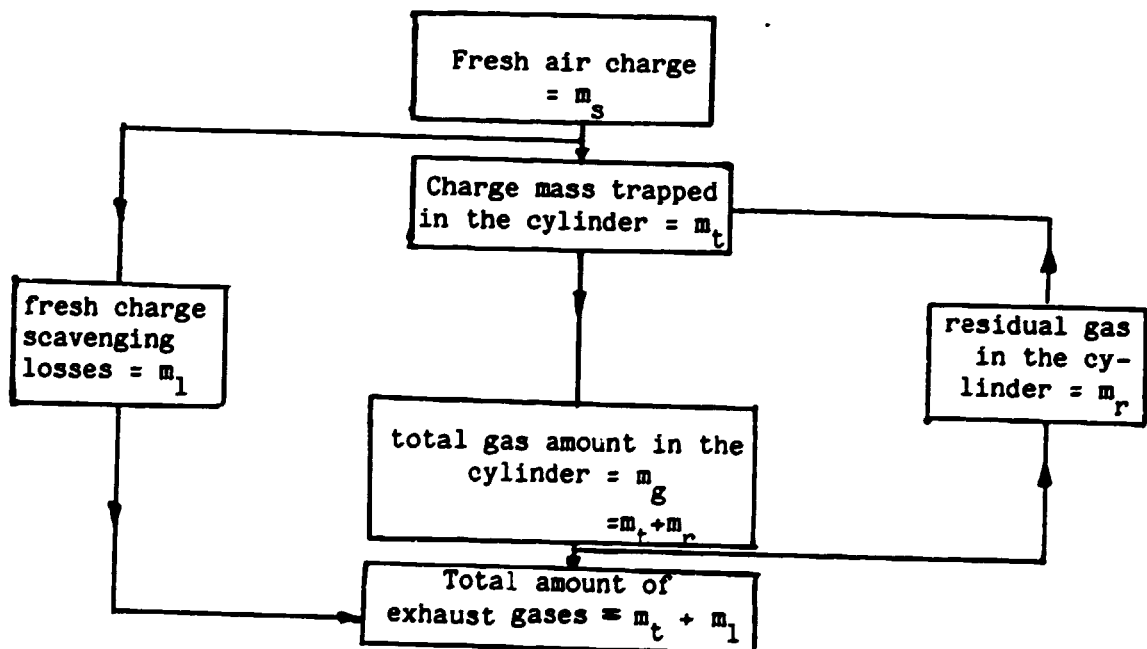 Fresh air charge
= m_s
Charge mass trapped
in the cylinder = m_t
fresh charge
scavenging
losses = m_l
residual gas
in the cy-
linder = m_r
total gas amount in the
cylinder = m_g
=m_t+m_r
Total amount of
exhaust gases = m_t + m_l